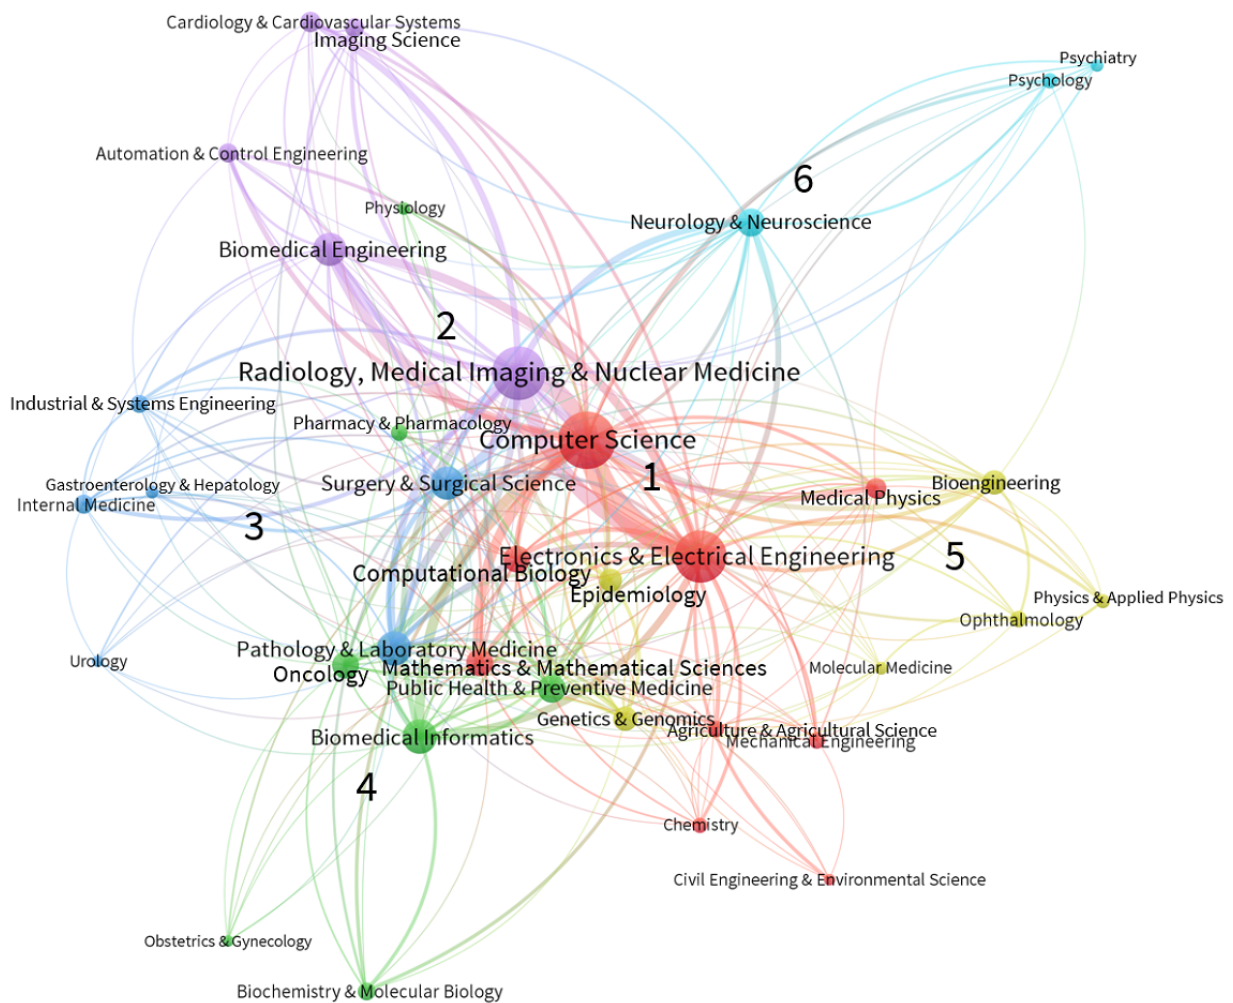 Cardiology & Cardiovascular Systems
Imaging Science
Psychiatry
Psychology
Automation & Control Engineering
6
Physiology
Neurology & Neuroscience
Biomedical Engineering
2
Radiology, Medical Imaging & Nuclear Medicine
Industrial & Systems Engineering
Pharmacy & Pharmacology
Computer Science
1
Gastroenterology & Hepatology
Surgery & Surgical Science
Bioengineering
Internal Medicine
Medical Physics
3
Electronics & Electrical Engineering
5
Computational Biology
Epidemiology
Physics & Applied Physics
Ophthalmology
Pathology & Laboratory Medicine
Urology
Oncology
Mathematics & Mathematical Sciences
Molecular Medicine
Public Health & Preventive Medicine
Genetics & Genomics
Agriculture & Agricultural Science
Biomedical Informatics
Mechanical Engineering
4
Chemistry
Civil Engineering & Environmental Science
Obstetrics & Gynecology
Biochemistry & Molecular Biology